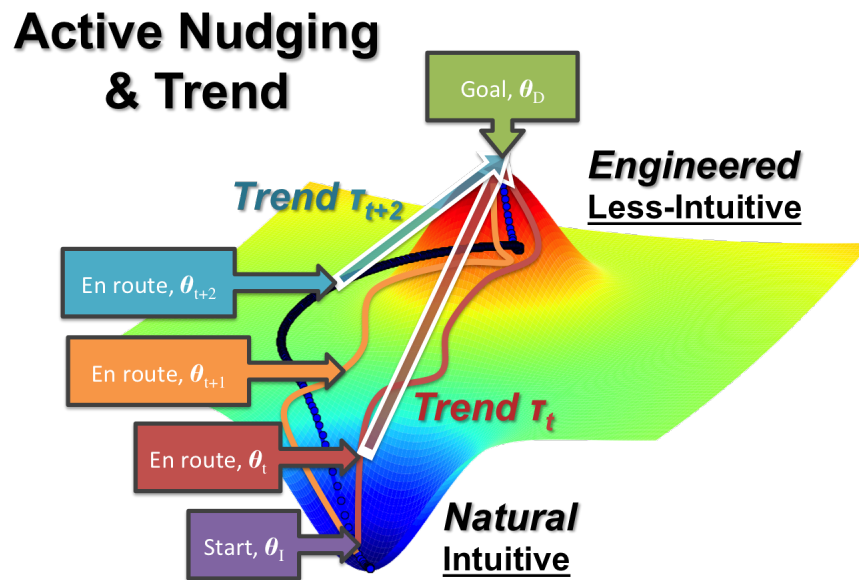 Active Nudging
& Trend
Goal, θD
Engineered
Less-Intuitive
Trend τt+2
En route, θt+2
En route, θt+1
Trend τt
En route, θt
Natural
Intuitive
Start, θI